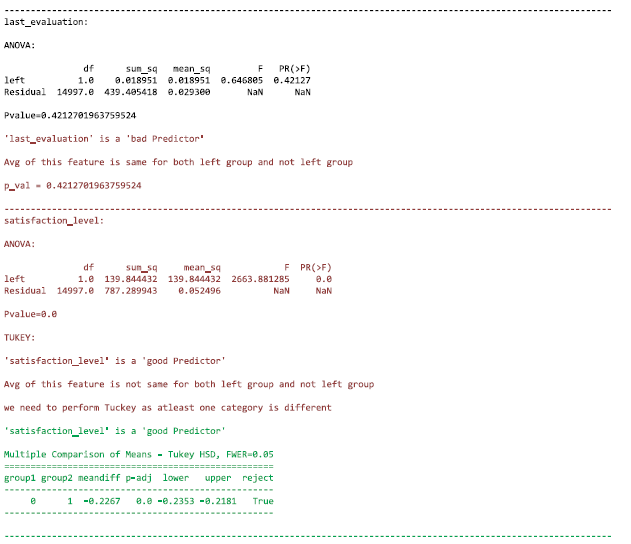 --------------------------------------------------------------------------------
last_evaluation:
ANOVA:
df sum_sq mean_sq F PR(>F)
left 1.0 0.018951 0.018951 0.646805 0.42127
Residual 14997.0 439.405418 0.029300 NaN NaN
Pvalue=0.4212701963759524
'last_evaluation' is a 'bad Predictor"
Avg of this feature is same for both left group and not left group
p_val = 0.4212701963759524
--------------------------------------------------------------------------------
satisfaction_level:
ANOVA:
df sum_sq mean_sq F PR(>F)
left 1.0 139.844432 139.844432 2663.881285 0.0
Residual 14997.0 787.289943 0.052496 NaN NaN
Pvalue=0.0
TUKEY:
'satisfaction_level" is a 'good Predictor'
Avg of this feature is not same for both left group and not left group
we need to perform Tuckey as atleast one category is different
'satisfaction_level" is a 'good Predictor'
Multiple Comparison of Means - Tukey HSD, FWER=0.05
===================================================
group1 group2 meandiff p-adj lower upper reject
---------------------------------------------------
0 1 -0.2267 0.0 -0.2353 -0.2181 True
---------------------------------------------------
--------------------------------------------------------------------------------